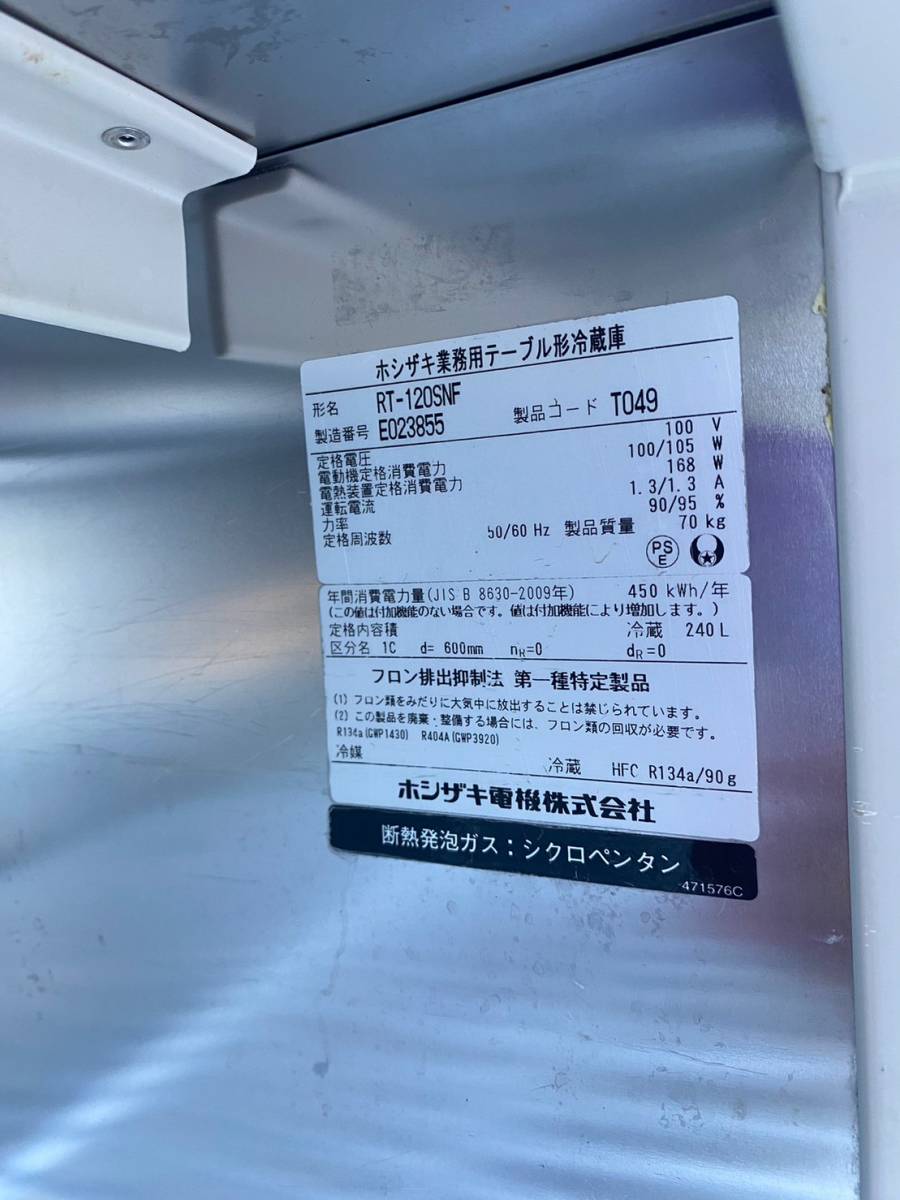 ホシザキ業務用テーブル形冷蔵庫
形名 RT-120SNF
製造番号 E023855 製品コード T049
定格電圧 100 V
電動機定格消費電力 100/105 W
電熱装置定格消費電力 168 W
運転電流 1.3/1.3 A
力率 90/95 %
定格周波数 50/60 Hz 製品質量 70 kg
PS E
年間消費電力量(JIS B 8630-2009年) 450 kWh/年
(この値は付加機能のない場合です。値は付加機能により増加します。)
定格内容積 冷蔵 240 L
区分名 1C d= 600mm nH=0 dR=0
フロン排出抑制法 第一種特定製品
(1) フロン類をみだりに大気中に放出することは禁じられています。
(2) この製品を廃棄・整備する場合には、フロン類の回収が必要です。
R134a(GWP1430) R404A(GWP3920)
冷媒
冷蔵 HFC R134a/90g
ホシザキ電機株式会社
断熱発泡ガス：シクロペンタン
471576C